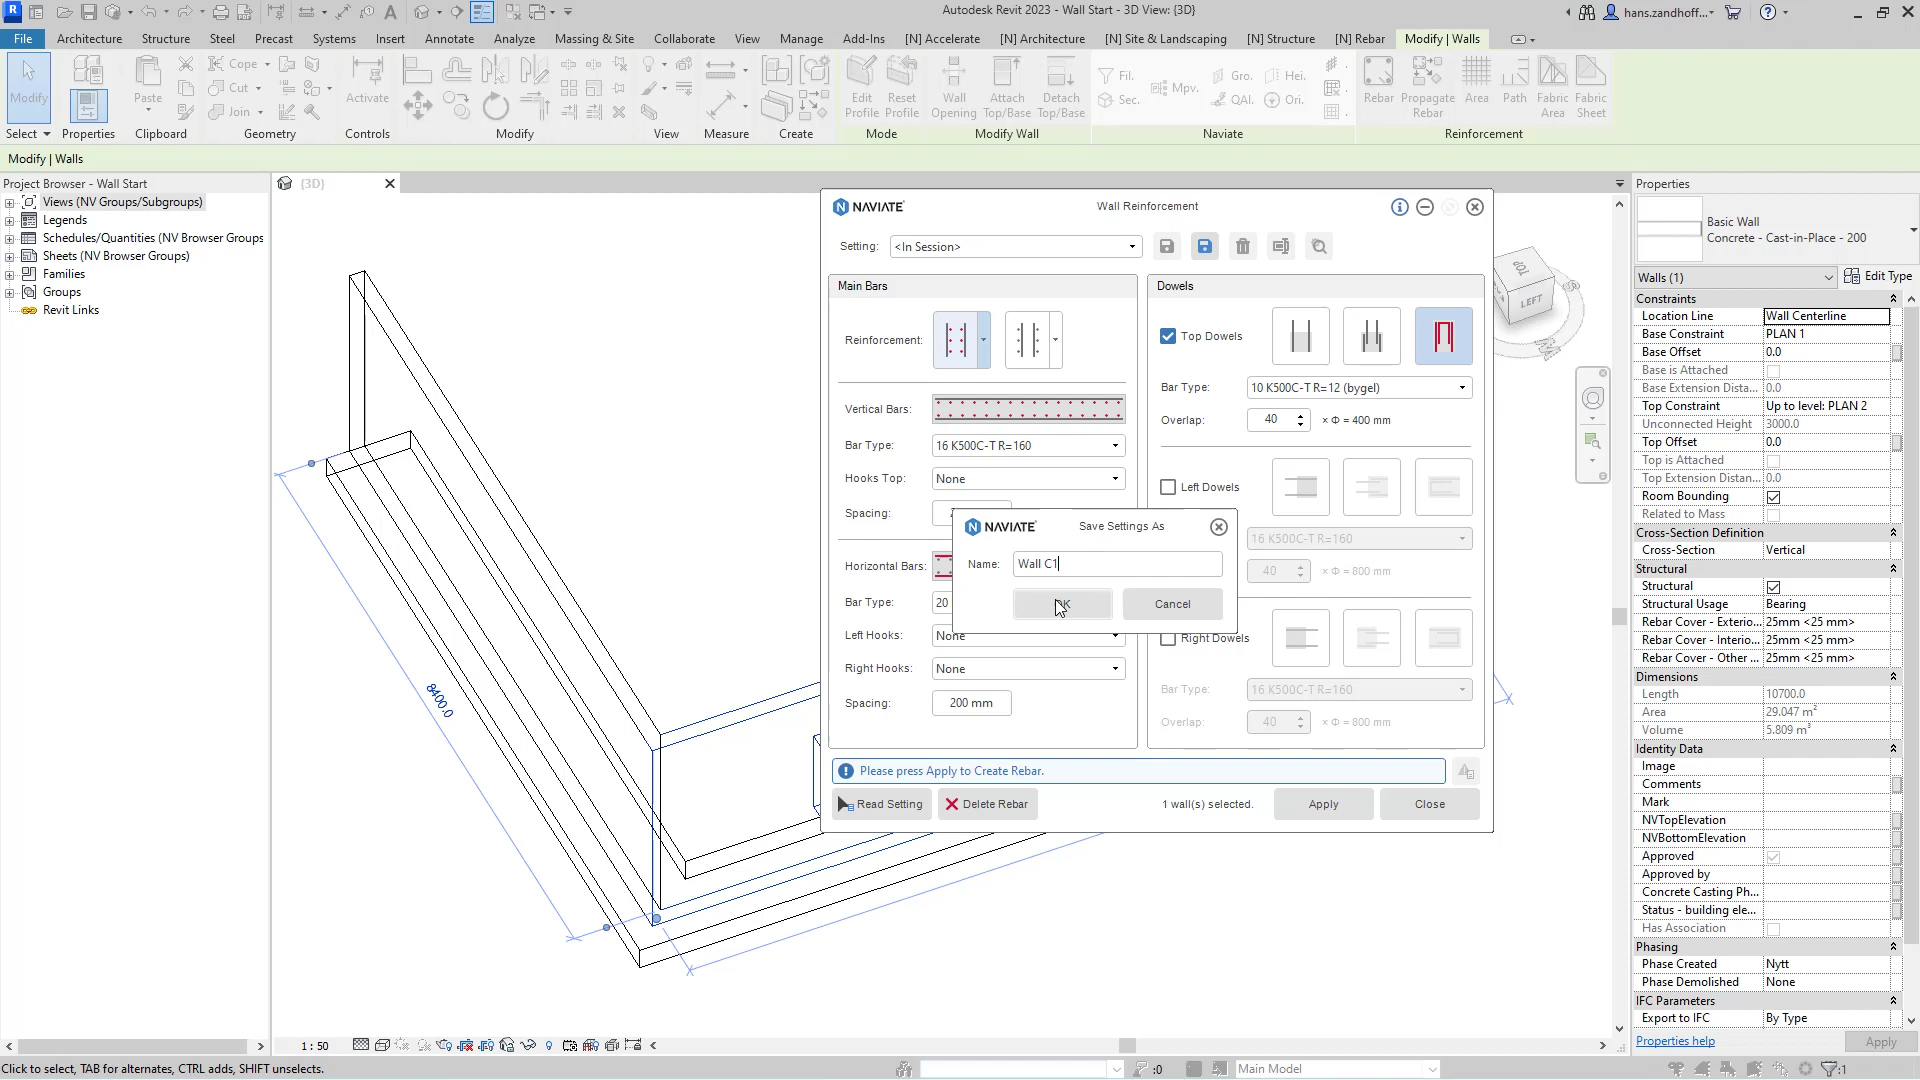 Autodesk Revit 2023 - Wall Start - 3D View: {3D}
hans.zandhoff...
File Architecture Structure Steel Precast Systems Insert Annotate Analyze Massing & Site Collaborate View Manage Add-Ins [N] Accelerate [N] Architecture [N] Site & Landscaping [N] Structure [N] Rebar Modify | Walls
Modify
Paste
Cope
Cut
Join
Activate
Edit Profile
Reset Profile
Wall Opening
Attach Top/Base
Detach Top/Base
Fil.
Sec.
Mpv.
Gro.
QAl.
Hei.
Ori.
Rebar
Propagate Rebar
Area
Path
Fabric Area
Fabric Sheet
Select Properties Clipboard Geometry Controls Modify View Measure Create Mode Modify Wall Naviate Reinforcement
Modify | Walls
Project Browser - Wall Start
Views (NV Groups/Subgroups)
Legends
Schedules/Quantities (NV Browser Groups
Sheets (NV Browser Groups)
Families
Groups
Revit Links
{3D}
8400.0
TOP
LEFT
NAVIATE
Wall Reinforcement
Setting: <In Session>
Main Bars
Reinforcement:
Vertical Bars:
Bar Type: 16 K500C-T R=160
Hooks Top: None
Spacing:
Horizontal Bars:
Bar Type: 20
Left Hooks: None
Right Hooks: None
Spacing: 200 mm
Dowels
Top Dowels
Bar Type: 10 K500C-T R=12 (bygel)
Overlap: 40 × Φ = 400 mm
Left Dowels
16 K500C-T R=160
40 × Φ = 800 mm
Right Dowels
Bar Type: 16 K500C-T R=160
Overlap: 40 × Φ = 800 mm
NAVIATE
Save Settings As
Name: Wall C1
OK Cancel
Please press Apply to Create Rebar.
Read Setting Delete Rebar 1 wall(s) selected. Apply Close
Properties
Basic Wall
Concrete - Cast-in-Place - 200
Walls (1) Edit Type
Constraints
Location Line Wall Centerline
Base Constraint PLAN 1
Base Offset 0.0
Base is Attached
Base Extension Dista... 0.0
Top Constraint Up to level: PLAN 2
Unconnected Height 3000.0
Top Offset 0.0
Top is Attached
Top Extension Distan... 0.0
Room Bounding
Related to Mass
Cross-Section Definition
Cross-Section Vertical
Structural
Structural
Structural Usage Bearing
Rebar Cover - Exterio... 25mm <25 mm>
Rebar Cover - Interio... 25mm <25 mm>
Rebar Cover - Other ... 25mm <25 mm>
Dimensions
Length 10700.0
Area 29.047 m²
Volume 5.809 m³
Identity Data
Image
Comments
Mark
NVTopElevation
NVBottomElevation
Approved
Approved by
Concrete Casting Ph...
Status - building ele...
Has Association
Phasing
Phase Created Nytt
Phase Demolished None
IFC Parameters
Export to IFC By Type
Properties help Apply
1 : 50
Click to select, TAB for alternates, CTRL adds, SHIFT unselects.
:0
Main Model
:1